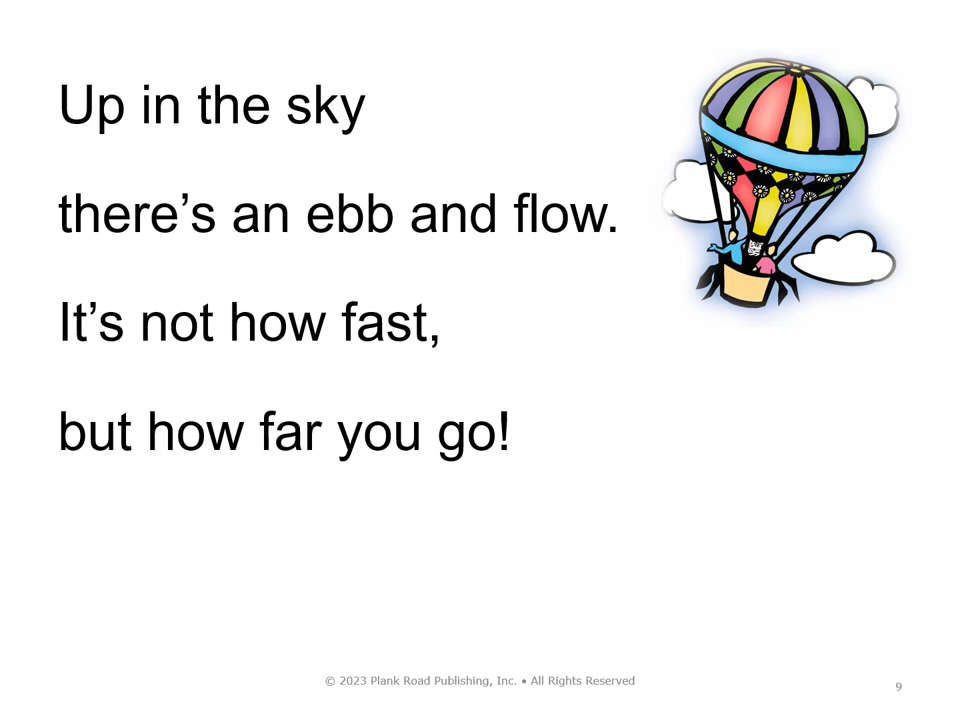 Up in the sky
there’s an ebb and flow.
It’s not how fast,
but how far you go!
© 2023 Plank Road Publishing, Inc. • All Rights Reserved
9